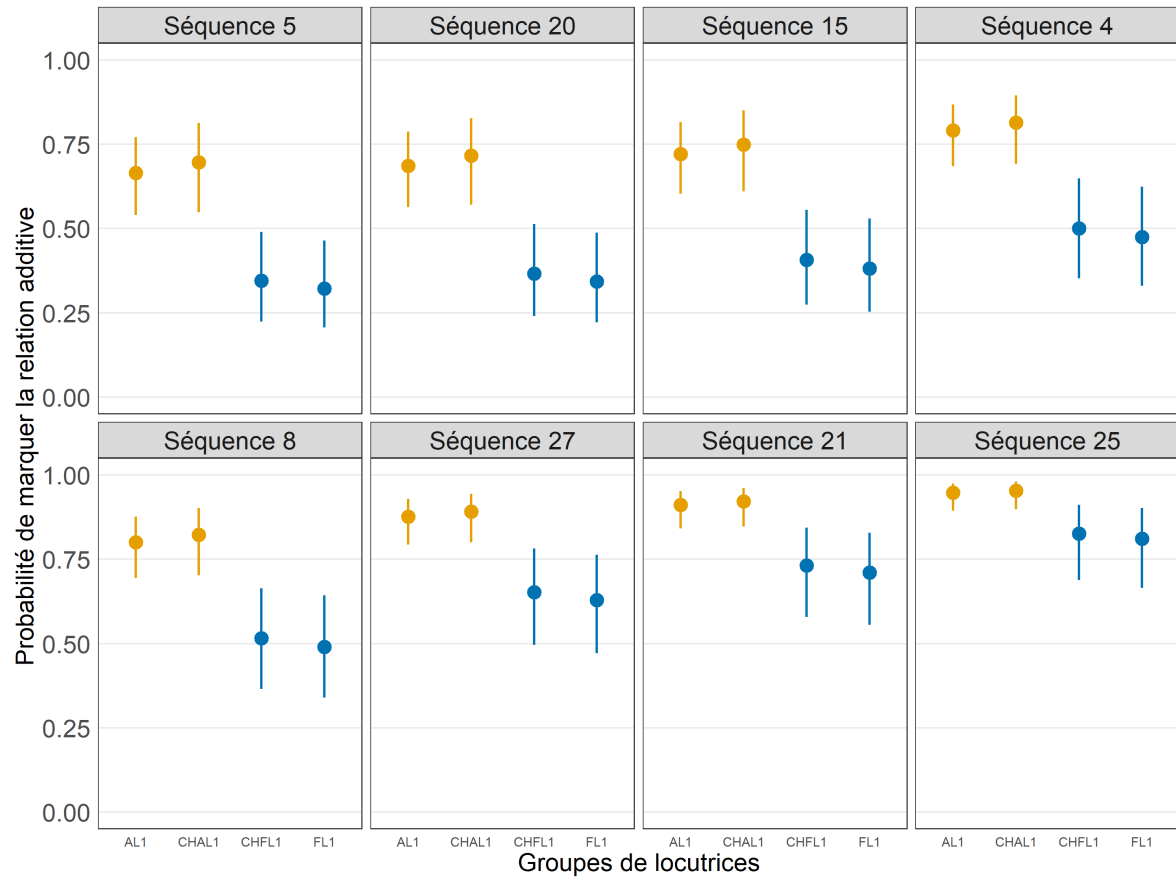 Séquence 5
Séquence 20
Séquence 15
Séquence 4
1.00
0.75
0.50
0.25
0.00
Séquence 8
Séquence 27
Séquence 21
Séquence 25
1.00
0.75
0.50
0.25
0.00
Probabilité de marquer la relation additive
AL1 CHAL1 CHFL1 FL1
AL1 CHAL1 CHFL1 FL1
AL1 CHAL1 CHFL1 FL1
AL1 CHAL1 CHFL1 FL1
Groupes de locutrices